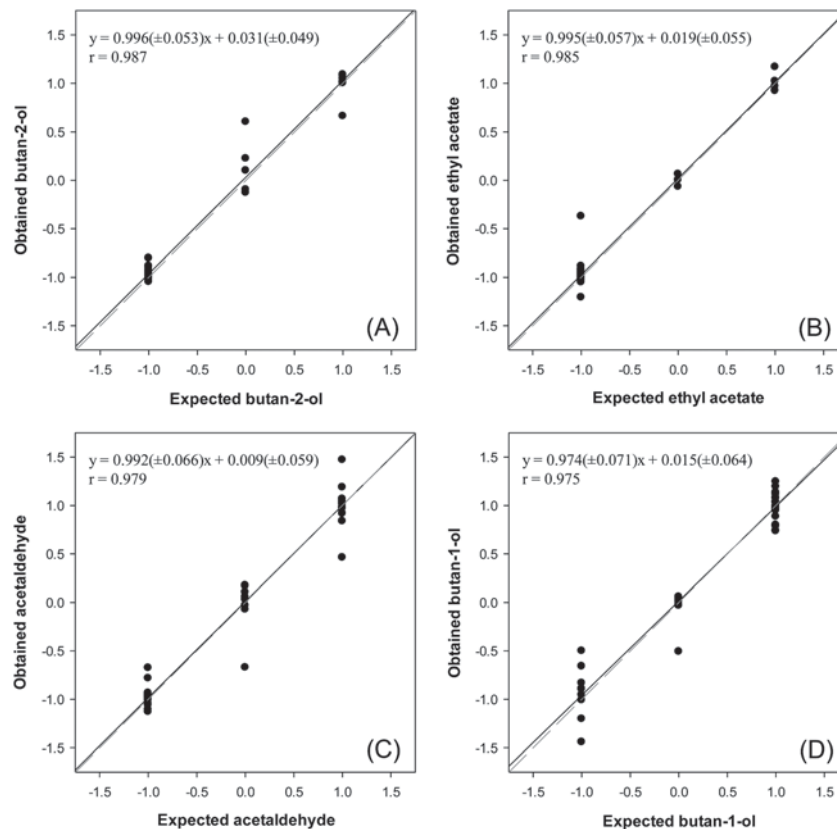 y = 0.996(±0.053)x + 0.031(±0.049)
r = 0.987
1.5
1.0
0.5
0.0
-0.5
-1.0
-1.5
Obtained butan-2-ol
(A)
-1.5 -1.0 -0.5 0.0 0.5 1.0 1.5
Expected butan-2-ol
y = 0.995(±0.057)x + 0.019(±0.055)
r = 0.985
1.5
1.0
0.5
0.0
-0.5
-1.0
-1.5
Obtained ethyl acetate
(B)
-1.5 -1.0 -0.5 0.0 0.5 1.0 1.5
Expected ethyl acetate
y = 0.992(±0.066)x + 0.009(±0.059)
r = 0.979
1.5
1.0
0.5
0.0
-0.5
-1.0
-1.5
Obtained acetaldehyde
(C)
-1.5 -1.0 -0.5 0.0 0.5 1.0 1.5
Expected acetaldehyde
y = 0.974(±0.071)x + 0.015(±0.064)
r = 0.975
1.5
1.0
0.5
0.0
-0.5
-1.0
-1.5
Obtained butan-1-ol
(D)
-1.5 -1.0 -0.5 0.0 0.5 1.0 1.5
Expected butan-1-ol